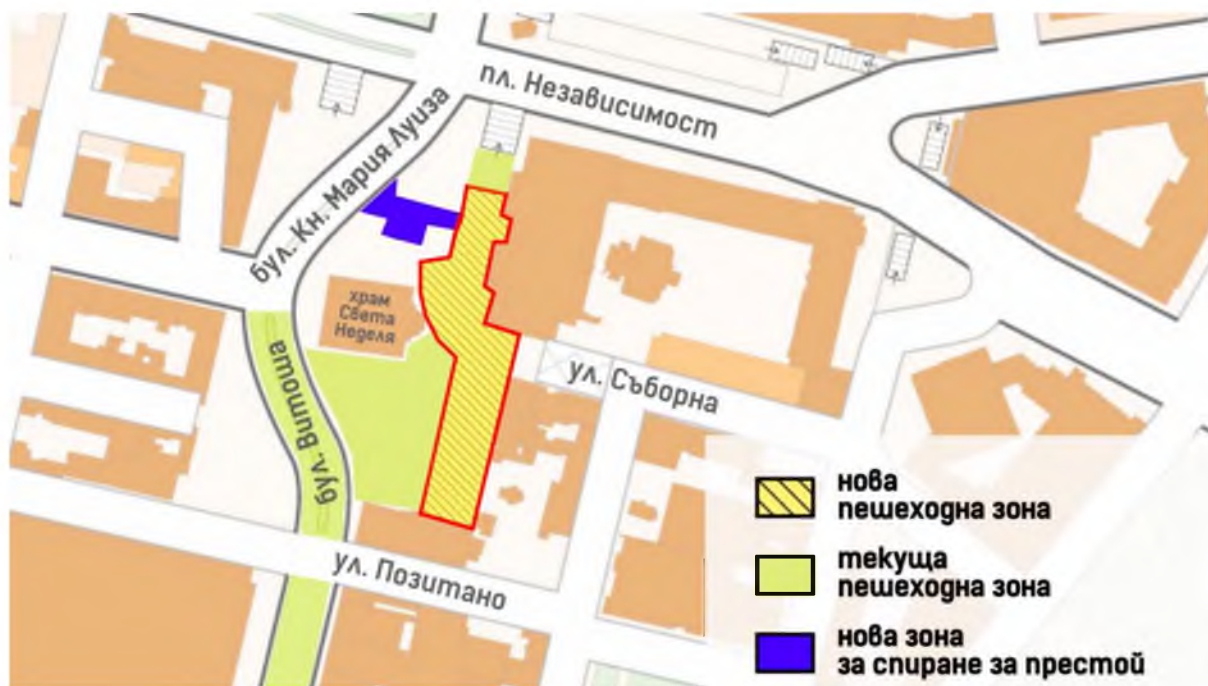 пл. Независимост
бул. Кн. Мария Луиза
храм
Света
Неделя
ул. Съборна
бул. Витоша
ул. Позитано
нова
пешеходна зона
текуща
пешеходна зона
нова зона
за спиране за престой